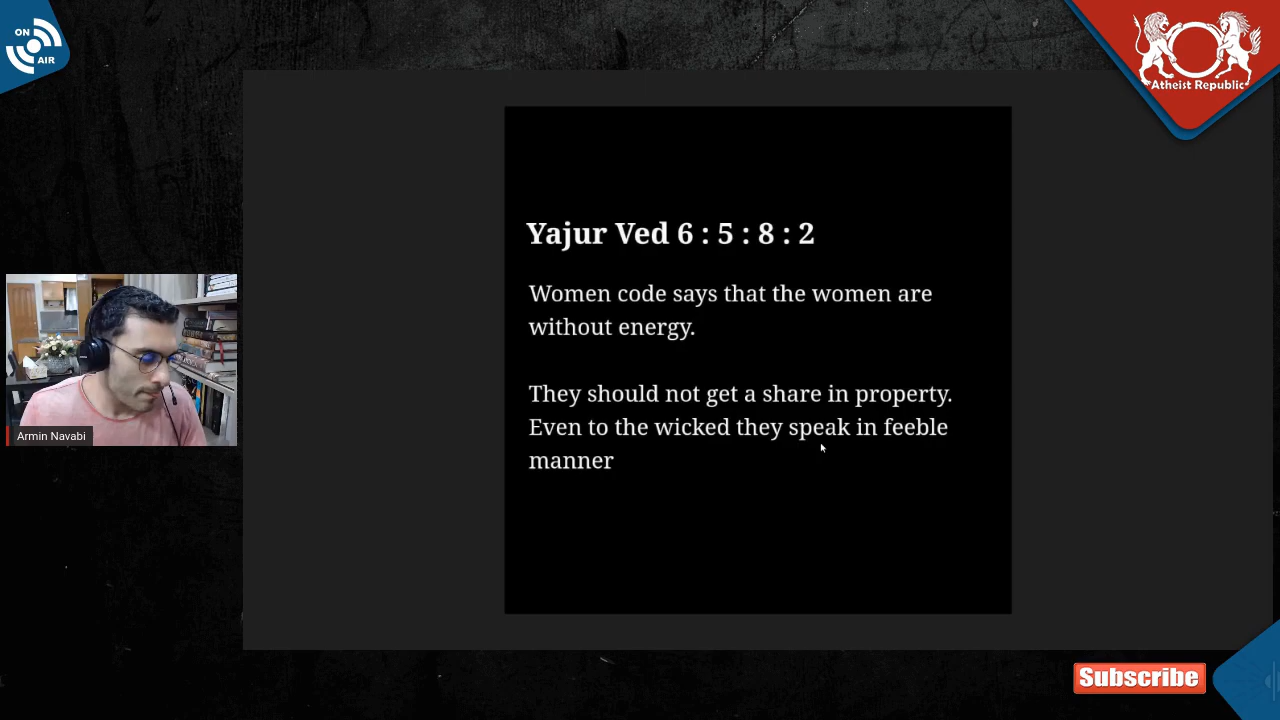 ON
AIR
Atheist Republic
Yajur Ved 6 : 5 : 8 : 2
Women code says that the women are
without energy.
They should not get a share in property.
Even to the wicked they speak in feeble
manner
Armin Navabi
Subscribe